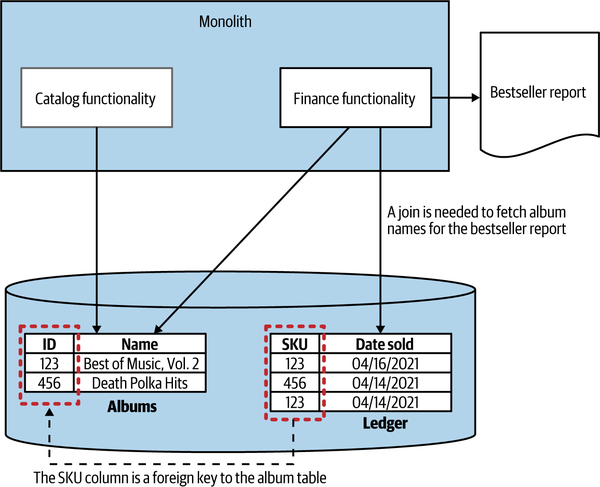 Monolith
Catalog functionality
Finance functionality
Bestseller report
A join is needed to fetch album
names for the bestseller report
ID Name
123 Best of Music, Vol. 2
456 Death Polka Hits
Albums
SKU Date sold
123 04/16/2021
456 04/14/2021
123 04/14/2021
Ledger
The SKU column is a foreign key to the album table